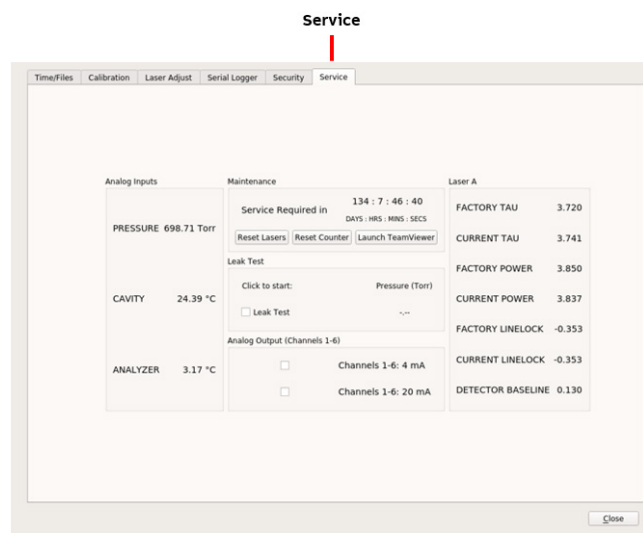 Service
Time/Files Calibration Laser Adjust Serial Logger Security Service
Analog Inputs
PRESSURE 698.71 Torr
CAVITY 24.39 °C
ANALYZER 3.17 °C
Maintenance
Service Required in 134 : 7 : 46 : 40
DAYS : HRS : MINS : SECS
Reset Lasers Reset Counter Launch TeamViewer
Leak Test
Click to start: Pressure (Torr)
Leak Test -.--
Analog Output (Channels 1-6)
Channels 1-6: 4 mA
Channels 1-6: 20 mA
Laser A
FACTORY TAU 3.720
CURRENT TAU 3.741
FACTORY POWER 3.850
CURRENT POWER 3.837
FACTORY LINELOCK -0.353
CURRENT LINELOCK -0.353
DETECTOR BASELINE 0.130
Close